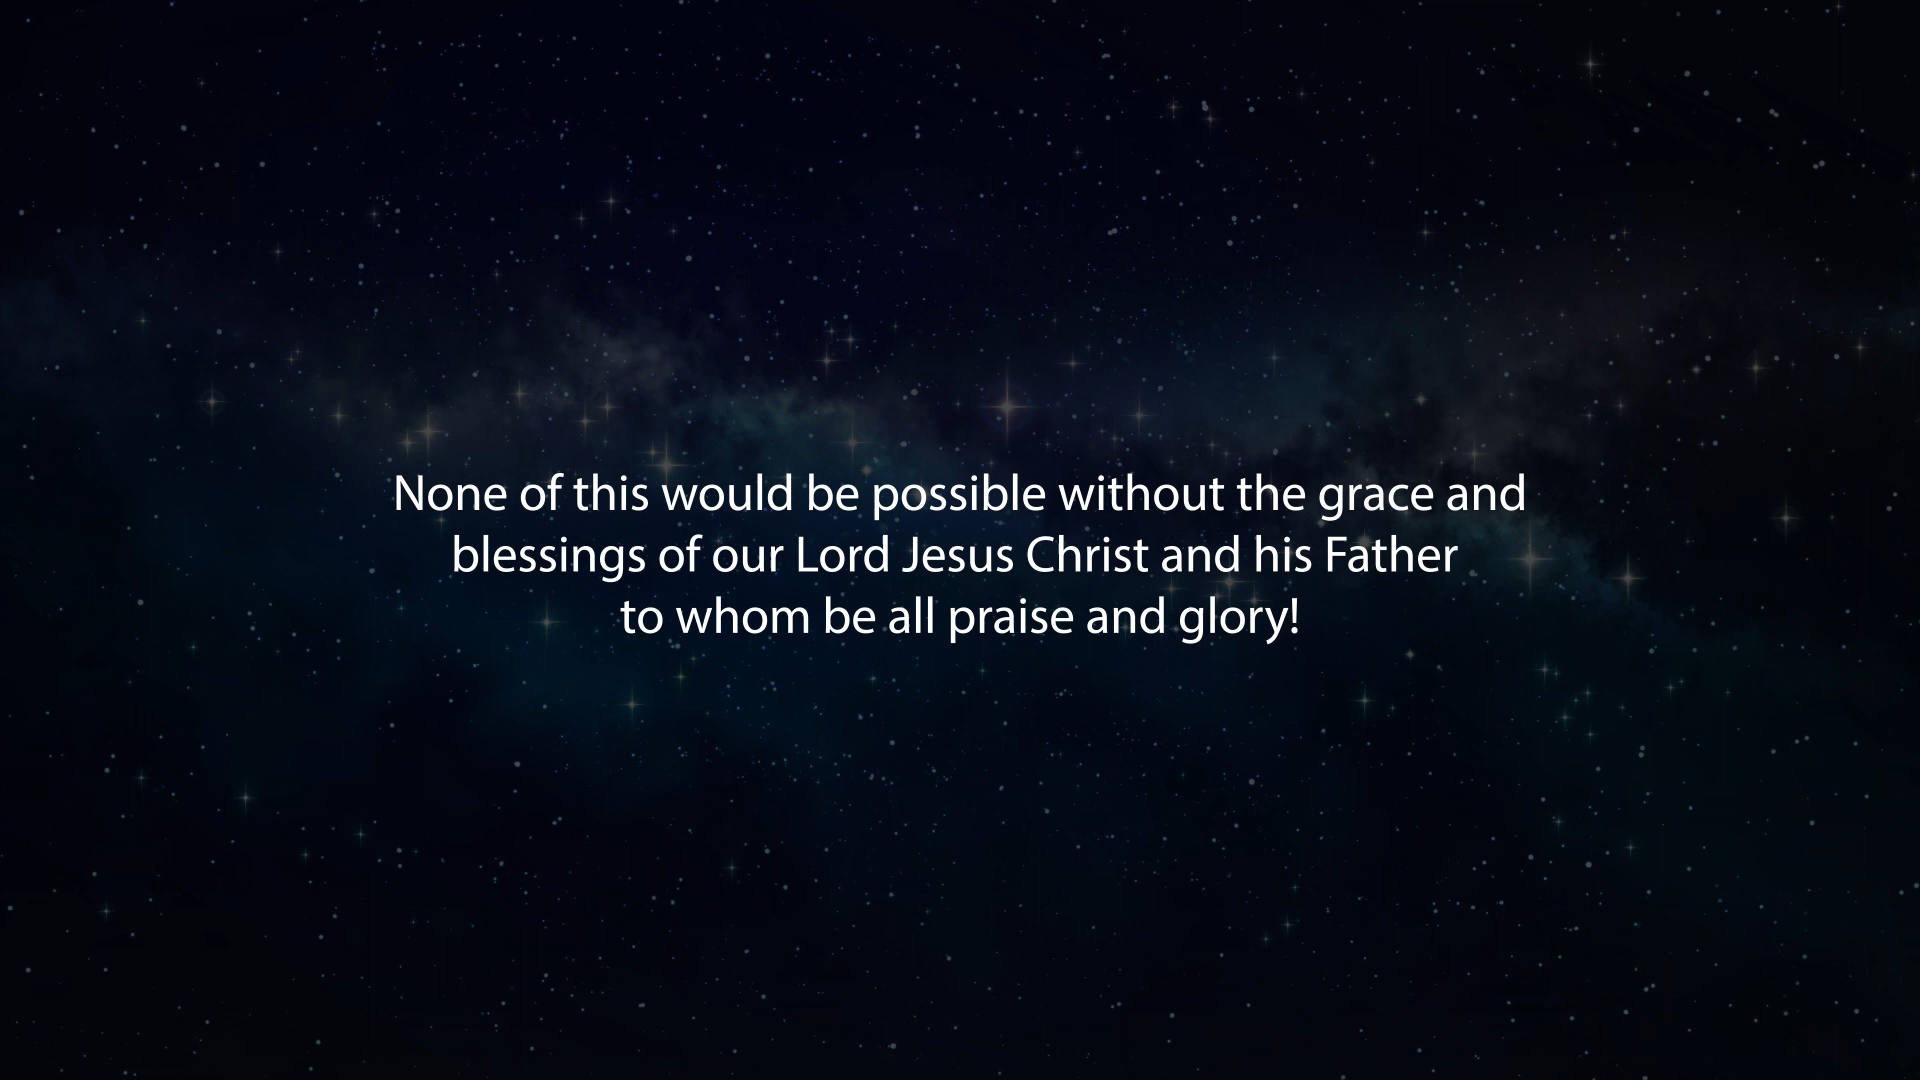 None of this would be possible without the grace and
blessings of our Lord Jesus Christ and his Father
to whom be all praise and glory!